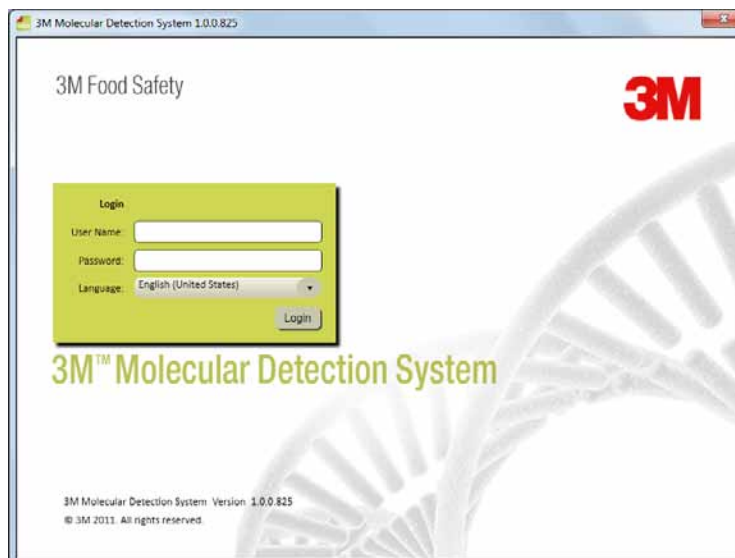 3M Molecular Detection System 1.0.0.825
3M Food Safety
3M
Login
User Name:
Password:
Language: English (United States)
Login
3M™ Molecular Detection System
3M Molecular Detection System Version 1.0.0.825
© 3M 2011. All rights reserved.